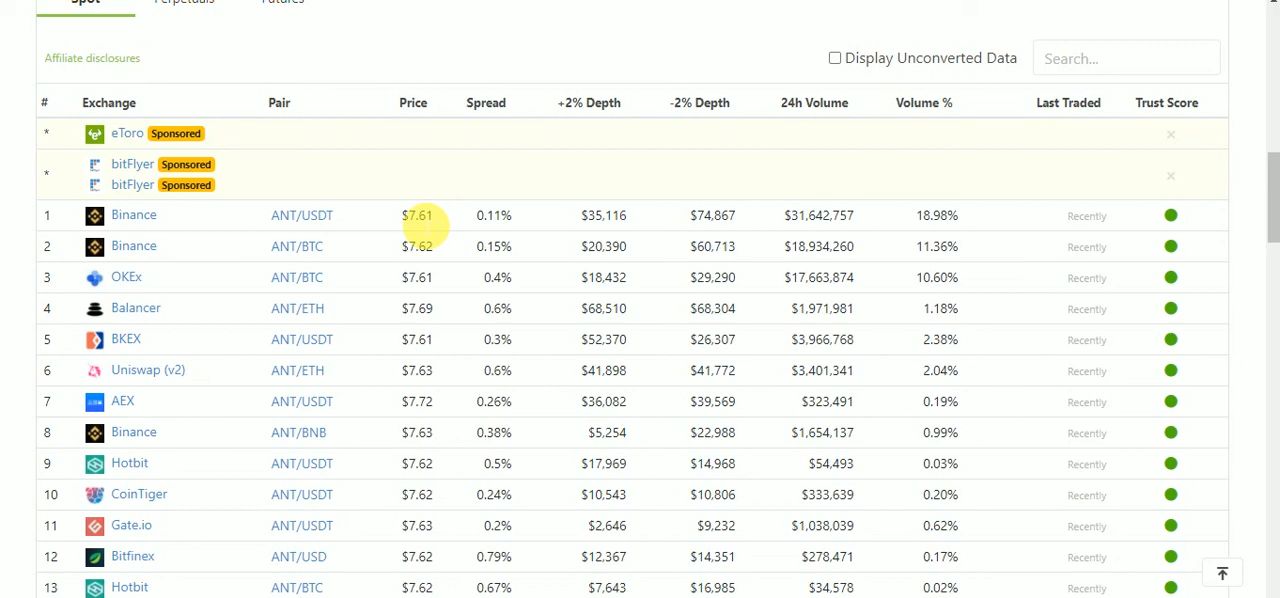 Spot Perpetuals Futures
Affiliate disclosures Display Unconverted Data Search...
# Exchange Pair Price Spread +2% Depth -2% Depth 24h Volume Volume % Last Traded Trust Score
* eToro Sponsored ×
* bitFlyer Sponsored ×
bitFlyer Sponsored
1 Binance ANT/USDT $7.61 0.11% $35,116 $74,867 $31,642,757 18.98% Recently
2 Binance ANT/BTC $7.62 0.15% $20,390 $60,713 $18,934,260 11.36% Recently
3 OKEx ANT/BTC $7.61 0.4% $18,432 $29,290 $17,663,874 10.60% Recently
4 Balancer ANT/ETH $7.69 0.6% $68,510 $68,304 $1,971,981 1.18% Recently
5 BKEX ANT/USDT $7.61 0.3% $52,370 $26,307 $3,966,768 2.38% Recently
6 Uniswap (v2) ANT/ETH $7.63 0.6% $41,898 $41,772 $3,401,341 2.04% Recently
7 AEX ANT/USDT $7.72 0.26% $36,082 $39,569 $323,491 0.19% Recently
8 Binance ANT/BNB $7.63 0.38% $5,254 $22,988 $1,654,137 0.99% Recently
9 Hotbit ANT/USDT $7.62 0.5% $17,969 $14,968 $54,493 0.03% Recently
10 CoinTiger ANT/USDT $7.62 0.24% $10,543 $10,806 $333,639 0.20% Recently
11 Gate.io ANT/USDT $7.63 0.2% $2,646 $9,232 $1,038,039 0.62% Recently
12 Bitfinex ANT/USD $7.62 0.79% $12,367 $14,351 $278,471 0.17% Recently
13 Hotbit ANT/BTC $7.62 0.67% $7,643 $16,985 $34,578 0.02% Recently